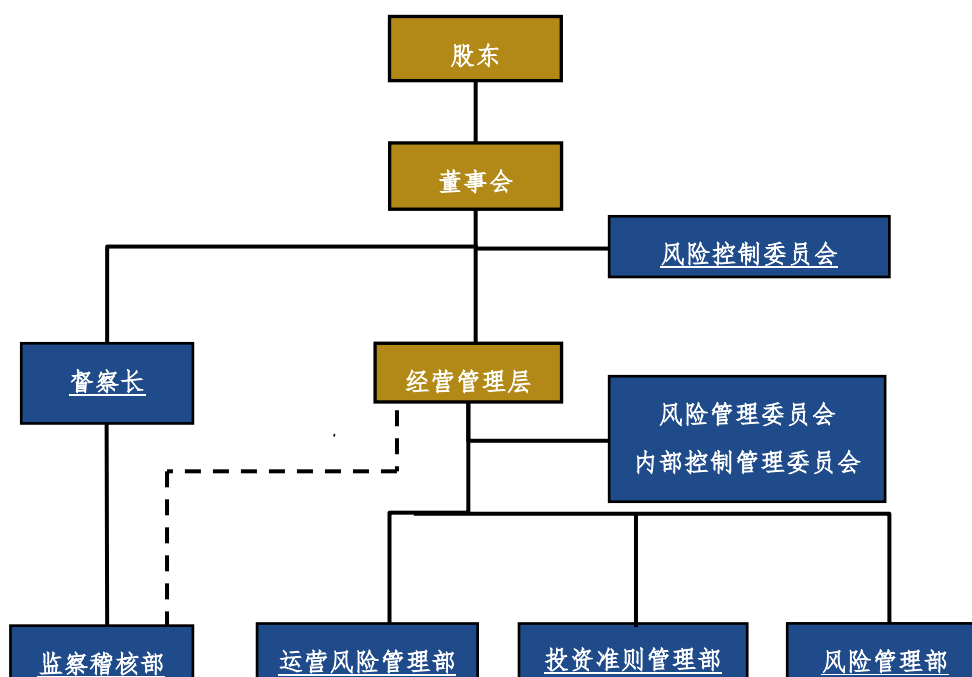 股东
董事会
风险控制委员会
督察长
经营管理层
风险管理委员会
内部控制管理委员会
监察稽核部
运营风险管理部
投资准则管理部
风险管理部